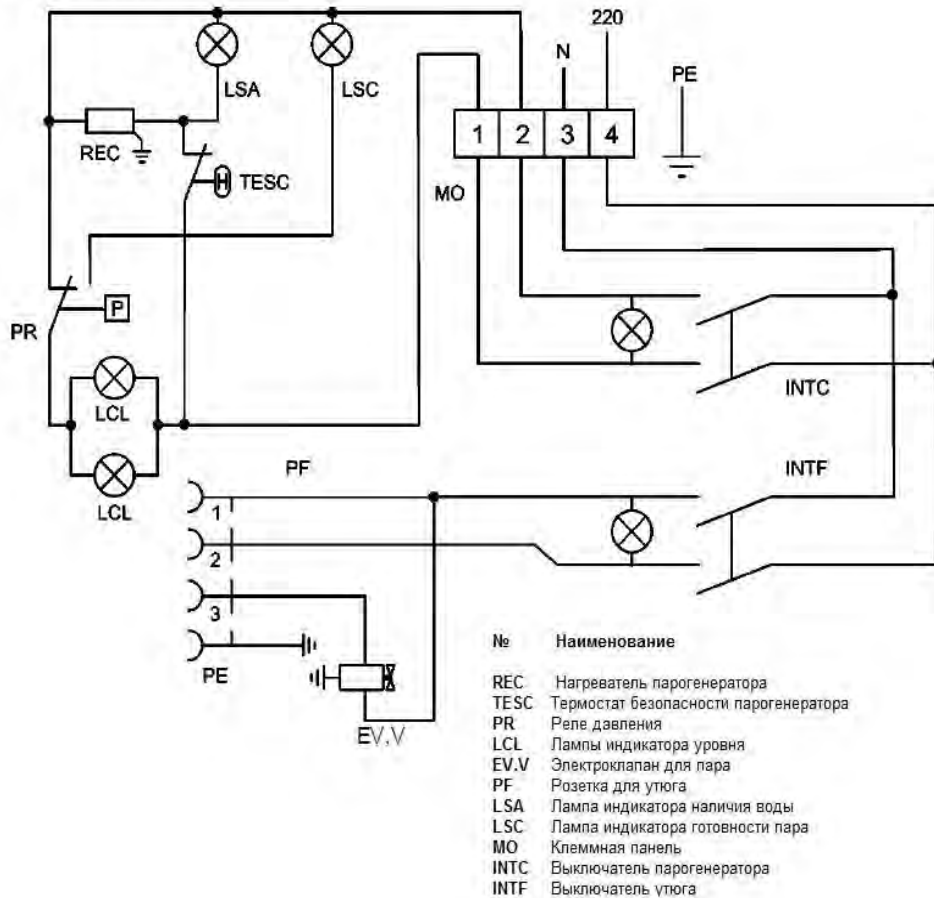 220
N
PE
LSA
LSC
1 2 3 4
REC
TESC
MO
P
PR
INTC
LCL
PF
INTF
LCL
1
2
3
PE
EV.V
№ Наименование
REC Нагреватель парогенератора
TESC Термостат безопасности парогенератора
PR Реле давления
LCL Лампы индикатора уровня
EV.V Электроклапан для пара
PF Розетка для утюга
LSA Лампа индикатора наличия воды
LSC Лампа индикатора готовности пара
MO Клеммная панель
INTC Выключатель парогенератора
INTF Выключатель утюга